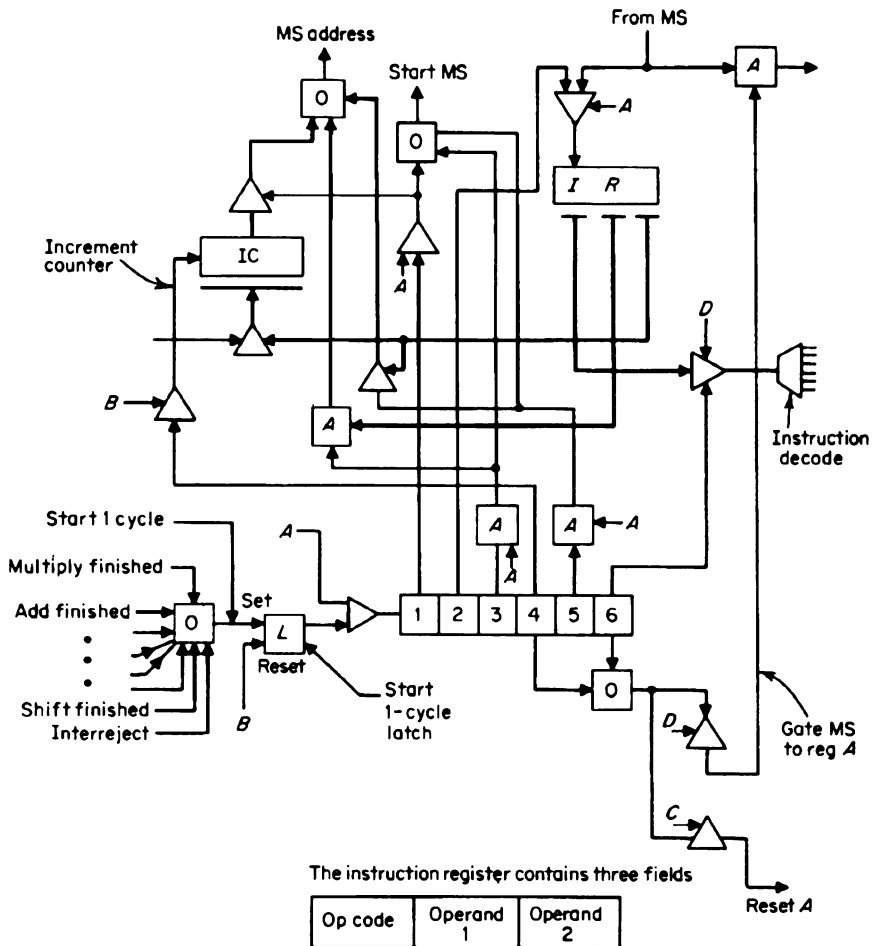 From MS
MS address
Start MS
O
A
O
A
I R
Increment counter
IC
A
D
B
A
Instruction decode
Start 1 cycle
A
A
A
A
A
Multiply finished
Add finished
Set
O
L
1 2 3 4 5 6
Reset
Shift finished
Interreject
B
Start 1-cycle latch
O
D
Gate MS to reg A
C
Reset A
The instruction register contains three fields
Op code
Operand 1
Operand 2